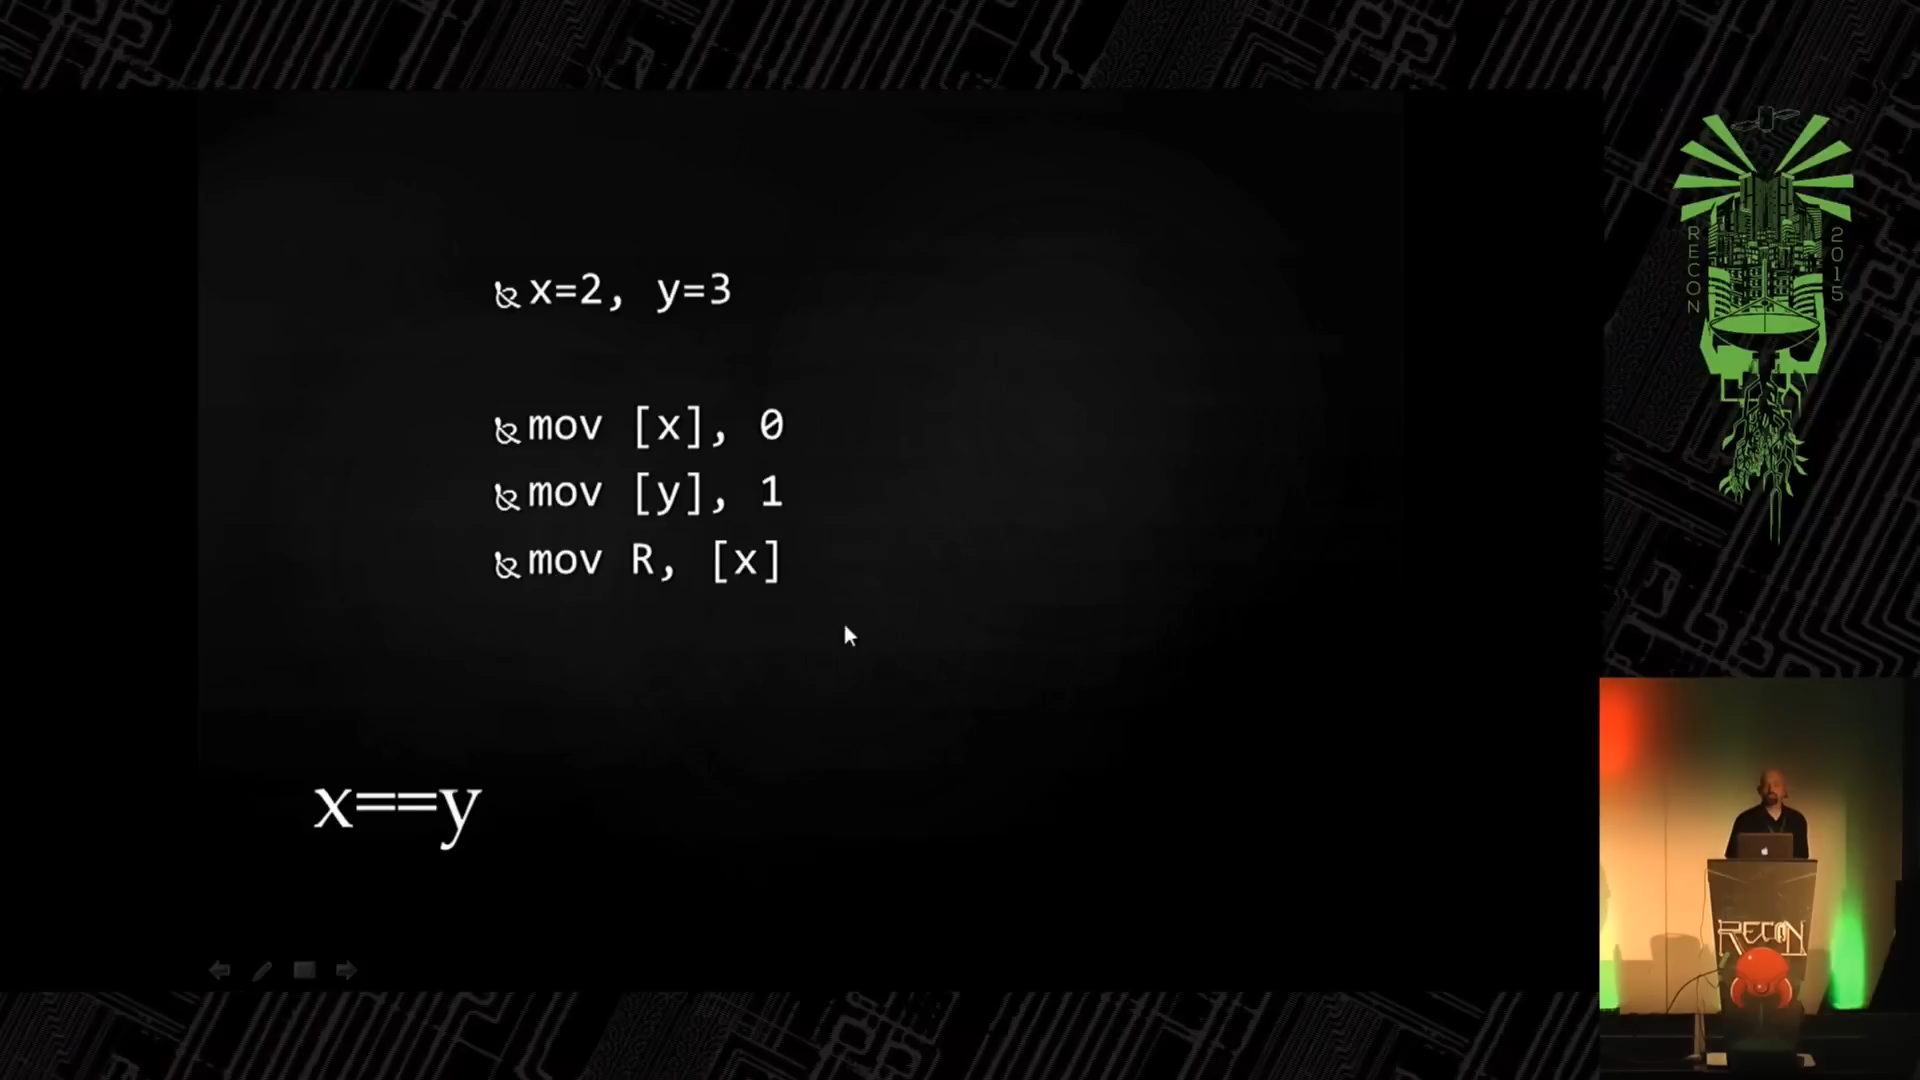 x=2, y=3
mov [x], 0
mov [y], 1
mov R, [x]
x==y
RECON
2015
RECON